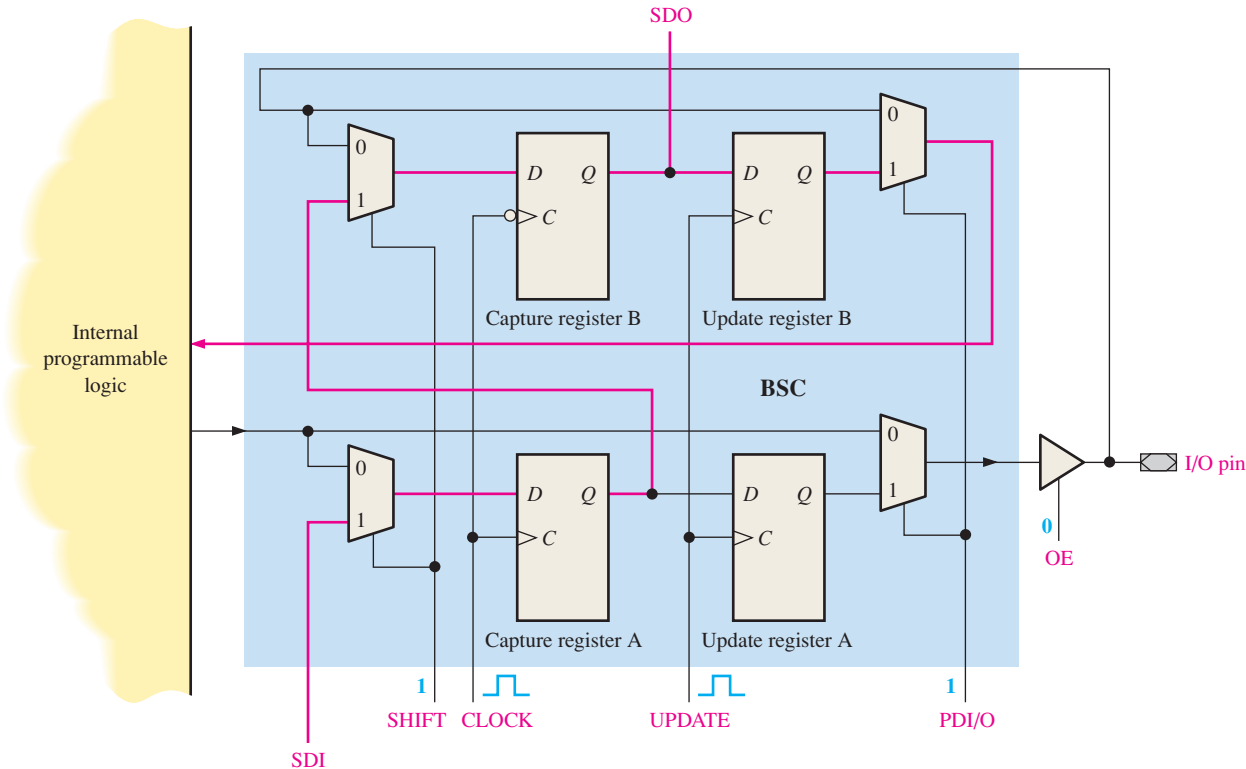 SDO
0
0
1
D Q
C
D Q
C
1
Capture register B
Update register B
Internal
programmable
logic
BSC
0
0
1
D Q
C
D Q
C
1
I/O pin
0
OE
Capture register A
Update register A
1
1
SHIFT
CLOCK
UPDATE
PDI/O
SDI